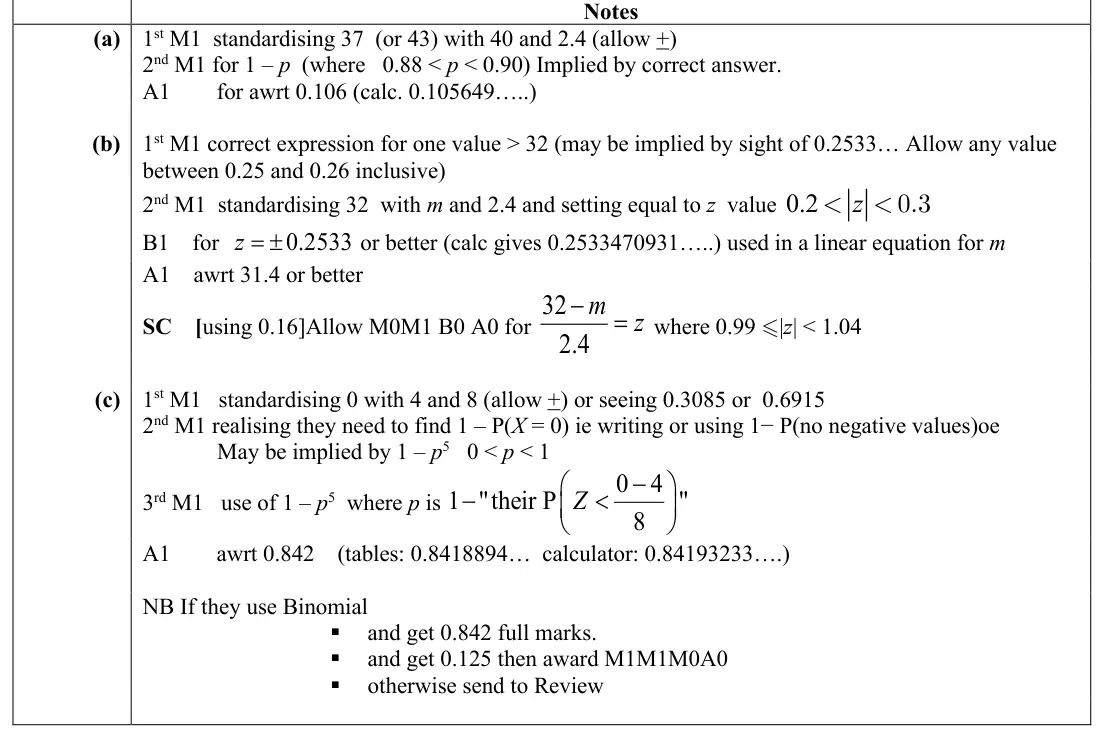 Notes
(a) 1st M1 standardising 37 (or 43) with 40 and 2.4 (allow ±)
2nd M1 for 1 – p (where 0.88 < p < 0.90) Implied by correct answer.
A1 for awrt 0.106 (calc. 0.105649…..)
(b) 1st M1 correct expression for one value > 32 (may be implied by sight of 0.2533… Allow any value
between 0.25 and 0.26 inclusive)
2nd M1 standardising 32 with m and 2.4 and setting equal to z value 0.2 < |z| < 0.3
B1 for z = ±0.2533 or better (calc gives 0.2533470931…..) used in a linear equation for m
A1 awrt 31.4 or better
SC [using 0.16]Allow M0M1 B0 A0 for (32 − m)/2.4 = z where 0.99 ⩽|z| < 1.04
(c) 1st M1 standardising 0 with 4 and 8 (allow ±) or seeing 0.3085 or 0.6915
2nd M1 realising they need to find 1 – P(X = 0) ie writing or using 1− P(no negative values)oe
May be implied by 1 – p⁵ 0 < p < 1
3rd M1 use of 1 – p⁵ where p is 1−"their P(Z < (0−4)/8)"
A1 awrt 0.842 (tables: 0.8418894… calculator: 0.84193233….)
NB If they use Binomial
▪ and get 0.842 full marks.
▪ and get 0.125 then award M1M1M0A0
▪ otherwise send to Review